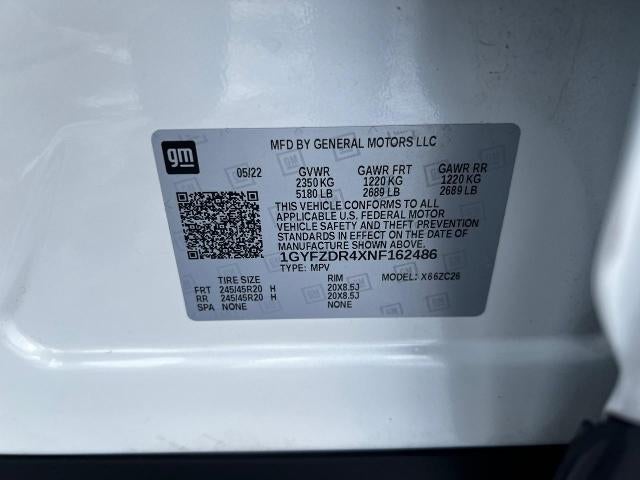 gm
MFD BY GENERAL MOTORS LLC
05/22 GVWR GAWR FRT GAWR RR
2350 KG 1220 KG 1220 KG
5180 LB 2689 LB 2689 LB
THIS VEHICLE CONFORMS TO ALL
APPLICABLE U.S. FEDERAL MOTOR
VEHICLE SAFETY AND THEFT PREVENTION
STANDARDS IN EFFECT ON THE DATE OF
MANUFACTURE SHOWN ABOVE.
1GYFZDR4XNF162486
TYPE: MPV MODEL: X66ZC26
TIRE SIZE RIM
FRT 245/45R20 H 20X8.5J
RR 245/45R20 H 20X8.5J
SPA NONE NONE